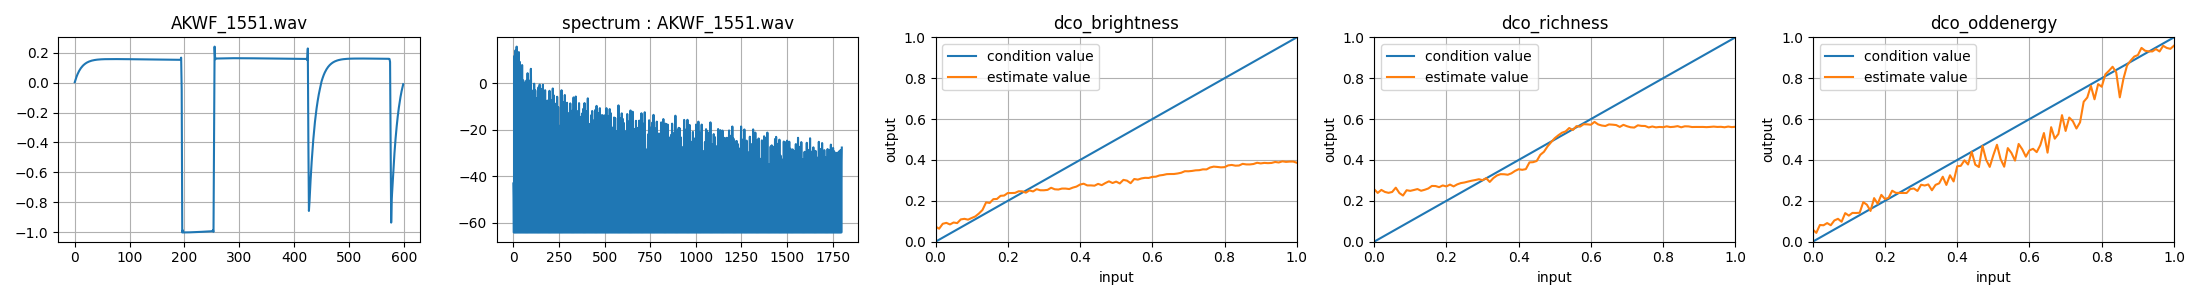 AKWF_1551.wav
0.2
0.0
−0.2
−0.4
−0.6
−0.8
−1.0
0 100 200 300 400 500 600
spectrum : AKWF_1551.wav
0
−20
−40
−60
0 250 500 750 1000 1250 1500 1750
dco_brightness
condition value
estimate value
output
1.0
0.8
0.6
0.4
0.2
0.0
0.0 0.2 0.4 0.6 0.8 1.0
input
dco_richness
condition value
estimate value
output
1.0
0.8
0.6
0.4
0.2
0.0
0.0 0.2 0.4 0.6 0.8 1.0
input
dco_oddenergy
condition value
estimate value
output
1.0
0.8
0.6
0.4
0.2
0.0
0.0 0.2 0.4 0.6 0.8 1.0
input